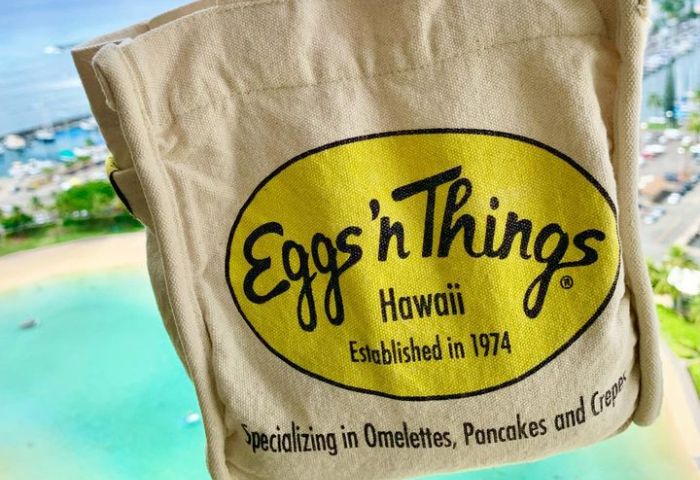 Eggs 'n Things®
Hawaii
Established in 1974
Specializing in Omelettes, Pancakes and Crepes